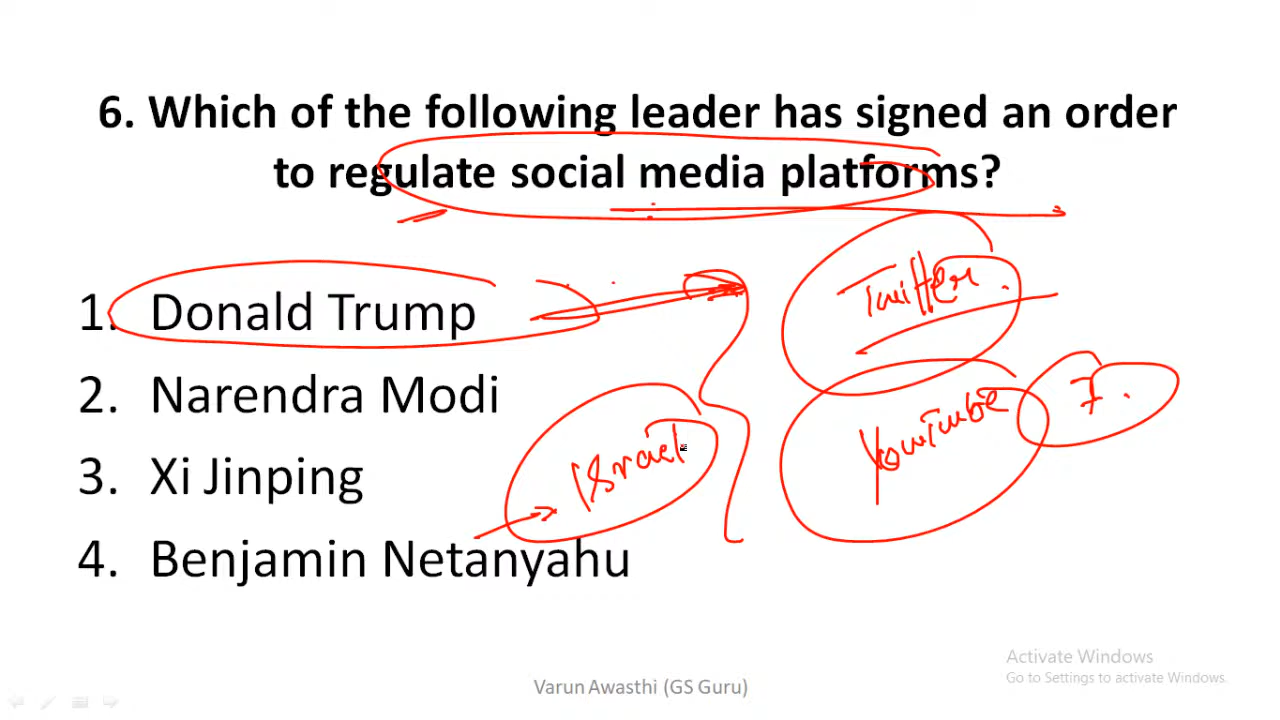 6. Which of the following leader has signed an order
to regulate social media platforms?
1. Donald Trump
Twitter.
2. Narendra Modi
YouTube
7.
Israel
3. Xi Jinping
4. Benjamin Netanyahu
Activate Windows
Go to Settings to activate Windows.
Varun Awasthi (GS Guru)